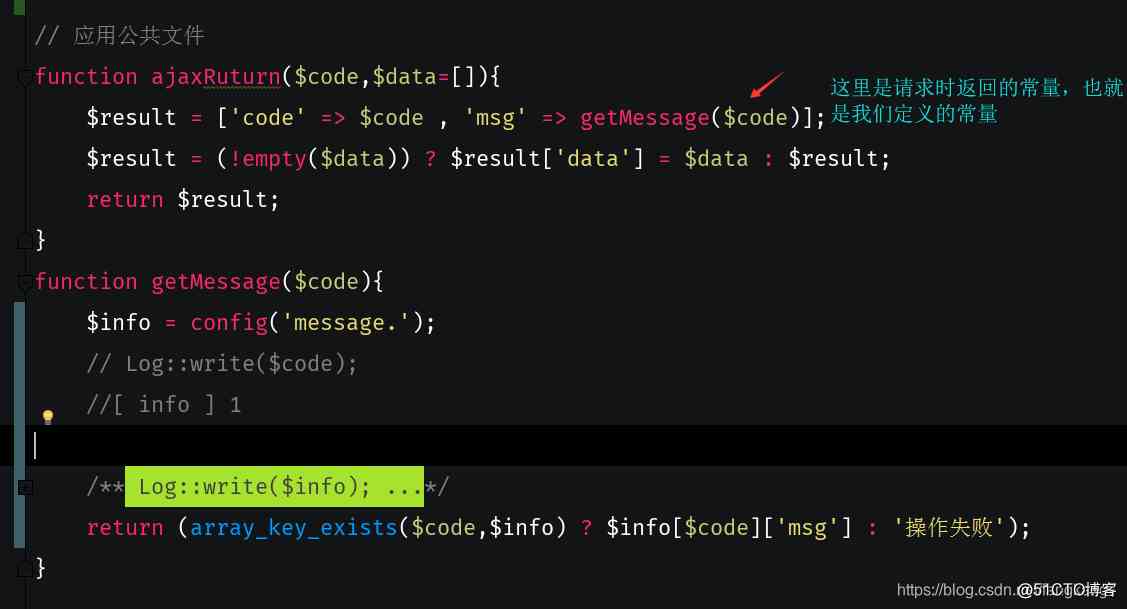 // 应用公共文件
function ajaxRuturn($code,$data=[]){
$result = ['code' => $code , 'msg' => getMessage($code)];
这里是请求时返回的常量，也就
是我们定义的常量
$result = (!empty($data)) ? $result['data'] = $data : $result;
return $result;
}
function getMessage($code){
$info = config('message.');
// Log::write($code);
//[ info ] 1
/** Log::write($info); ...*/
return (array_key_exists($code,$info) ? $info[$code]['msg'] : '操作失败');
}
https://blog.csdn.n
@51CTO博客